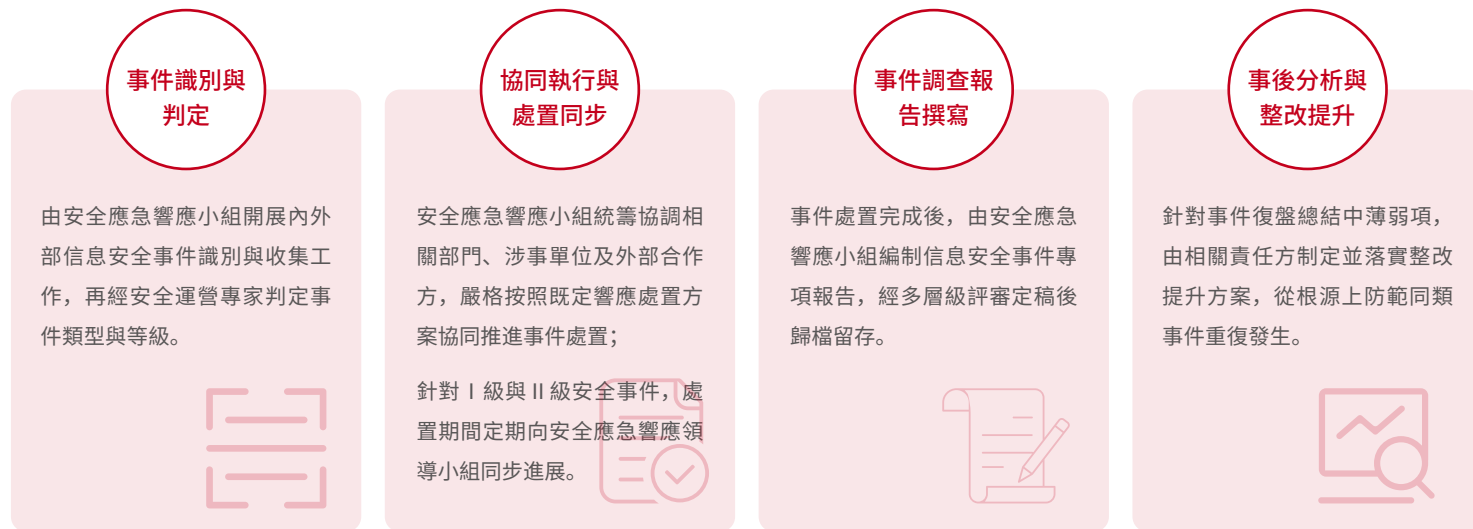 事件識別與
判定
由安全應急響應小組開展內外
部信息安全事件識別與收集工
作，再經安全運營專家判定事
件類型與等級。
協同執行與
處置同步
安全應急響應小組統籌協調相
關部門、涉事單位及外部合作
方，嚴格按照既定響應處置方
案協同推進事件處置；
針對 I 級與 II 級安全事件，處
置期間定期向安全應急響應領
導小組同步進展。
事件調查報
告撰寫
事件處置完成後，由安全應急
響應小組編制信息安全事件專
項報告，經多層級評審定稿後
歸檔留存。
事後分析與
整改提升
針對事件復盤總結中薄弱項，
由相關責任方制定並落實整改
提升方案，從根源上防範同類
事件重復發生。